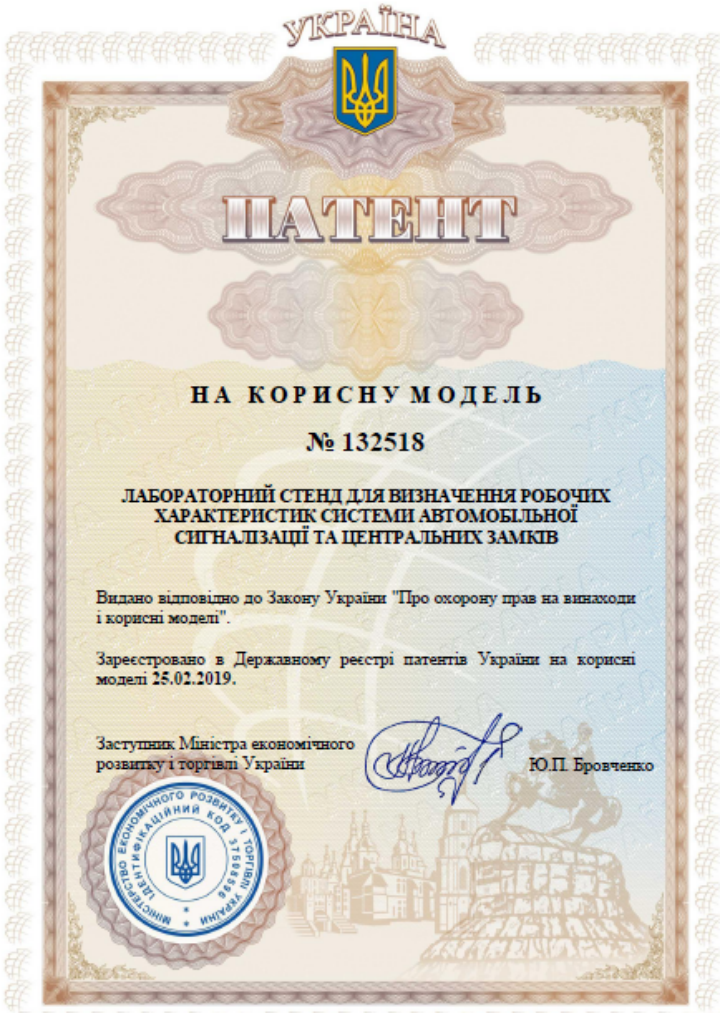 УКРАЇНА
ПАТЕНТ
НА КОРИСНУ МОДЕЛЬ
№ 132518
ЛАБОРАТОРНИЙ СТЕНД ДЛЯ ВИЗНАЧЕННЯ РОБОЧИХ
ХАРАКТЕРИСТИК СИСТЕМИ АВТОМОБІЛЬНОЇ
СИГНАЛІЗАЦІЇ ТА ЦЕНТРАЛЬНИХ ЗАМКІВ
Видано відповідно до Закону України "Про охорону прав на винаходи
і корисні моделі".
Зареєстровано в Державному реєстрі патентів України на корисні
моделі 25.02.2019.
Заступник Міністра економічного
розвитку і торгівлі України
Ю.П. Бровченко
МІНІСТЕРСТВО ЕКОНОМІЧНОГО РОЗВИТКУ І ТОРГІВЛІ УКРАЇНИ
ІДЕНТИФІКАЦІЙНИЙ КОД 37508596